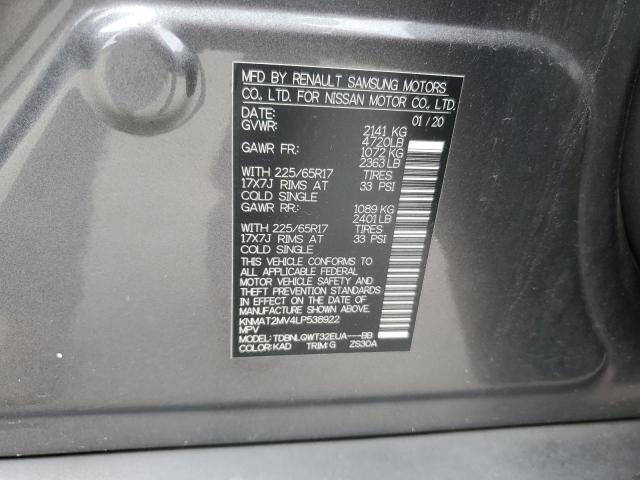 MFD BY RENAULT SAMSUNG MOTORS
CO., LTD. FOR NISSAN MOTOR CO., LTD.
DATE: 01/20
GVWR: 2141 KG
4720LB
GAWR FR: 1072 KG
2363 LB
WITH 225/65R17 TIRES
17X7J RIMS AT 33 PSI
COLD SINGLE
GAWR RR: 1089 KG
2401 LB
WITH 225/65R17 TIRES
17X7J RIMS AT 33 PSI
COLD SINGLE
THIS VEHICLE CONFORMS TO
ALL APPLICABLE FEDERAL
MOTOR VEHICLE SAFETY AND
THEFT PREVENTION STANDARDS
IN EFFECT ON THE DATE OF
MANUFACTURE SHOWN ABOVE.
KNMAT2MV4LP538922
MPV
MODEL: TDBNLQWT32EUA---BB
COLOR:KAD TRIM:G ZS30A